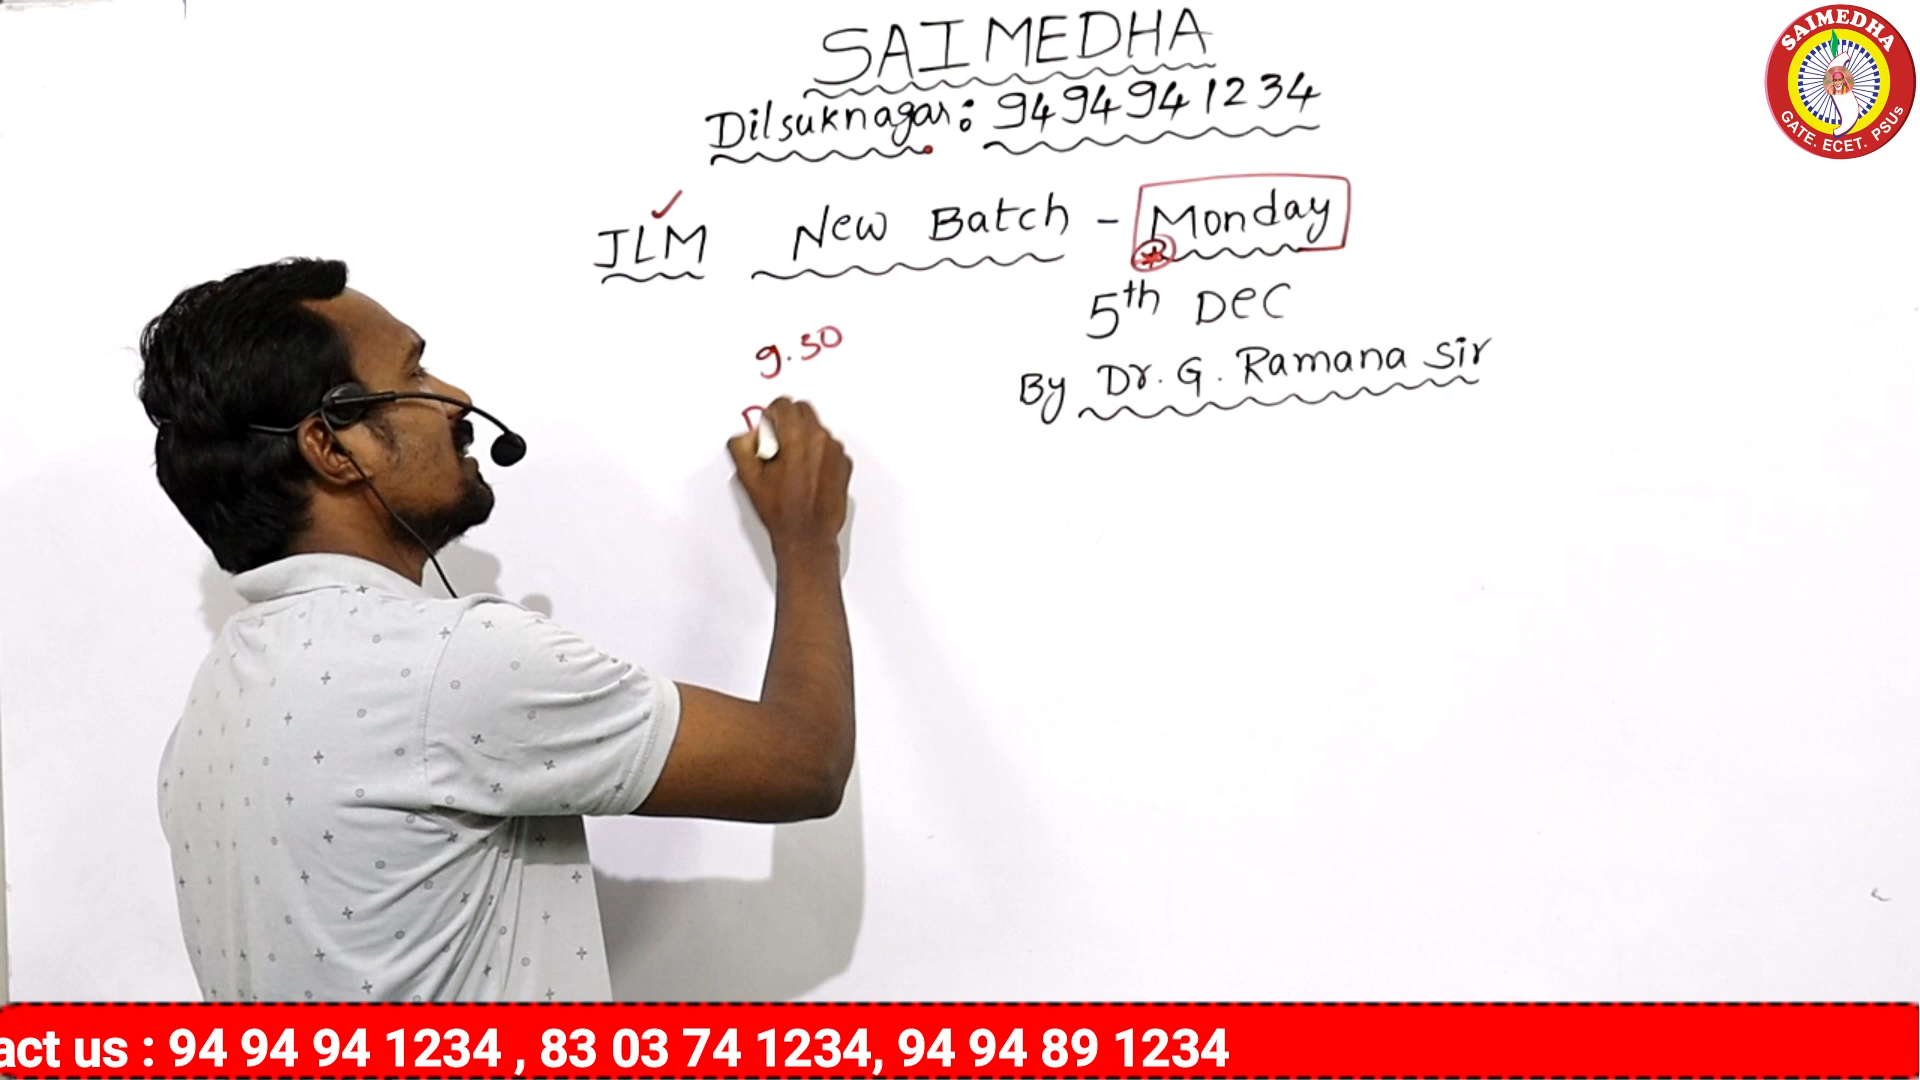 SAIMEDHA
Dilsuknagar: 9494941234
JLM New Batch - Monday
5th Dec
9.30
By Dr. G. Ramana Sir
SAIMEDHA
GATE. ECET. PSUs
act us : 94 94 94 1234 , 83 03 74 1234, 94 94 89 1234